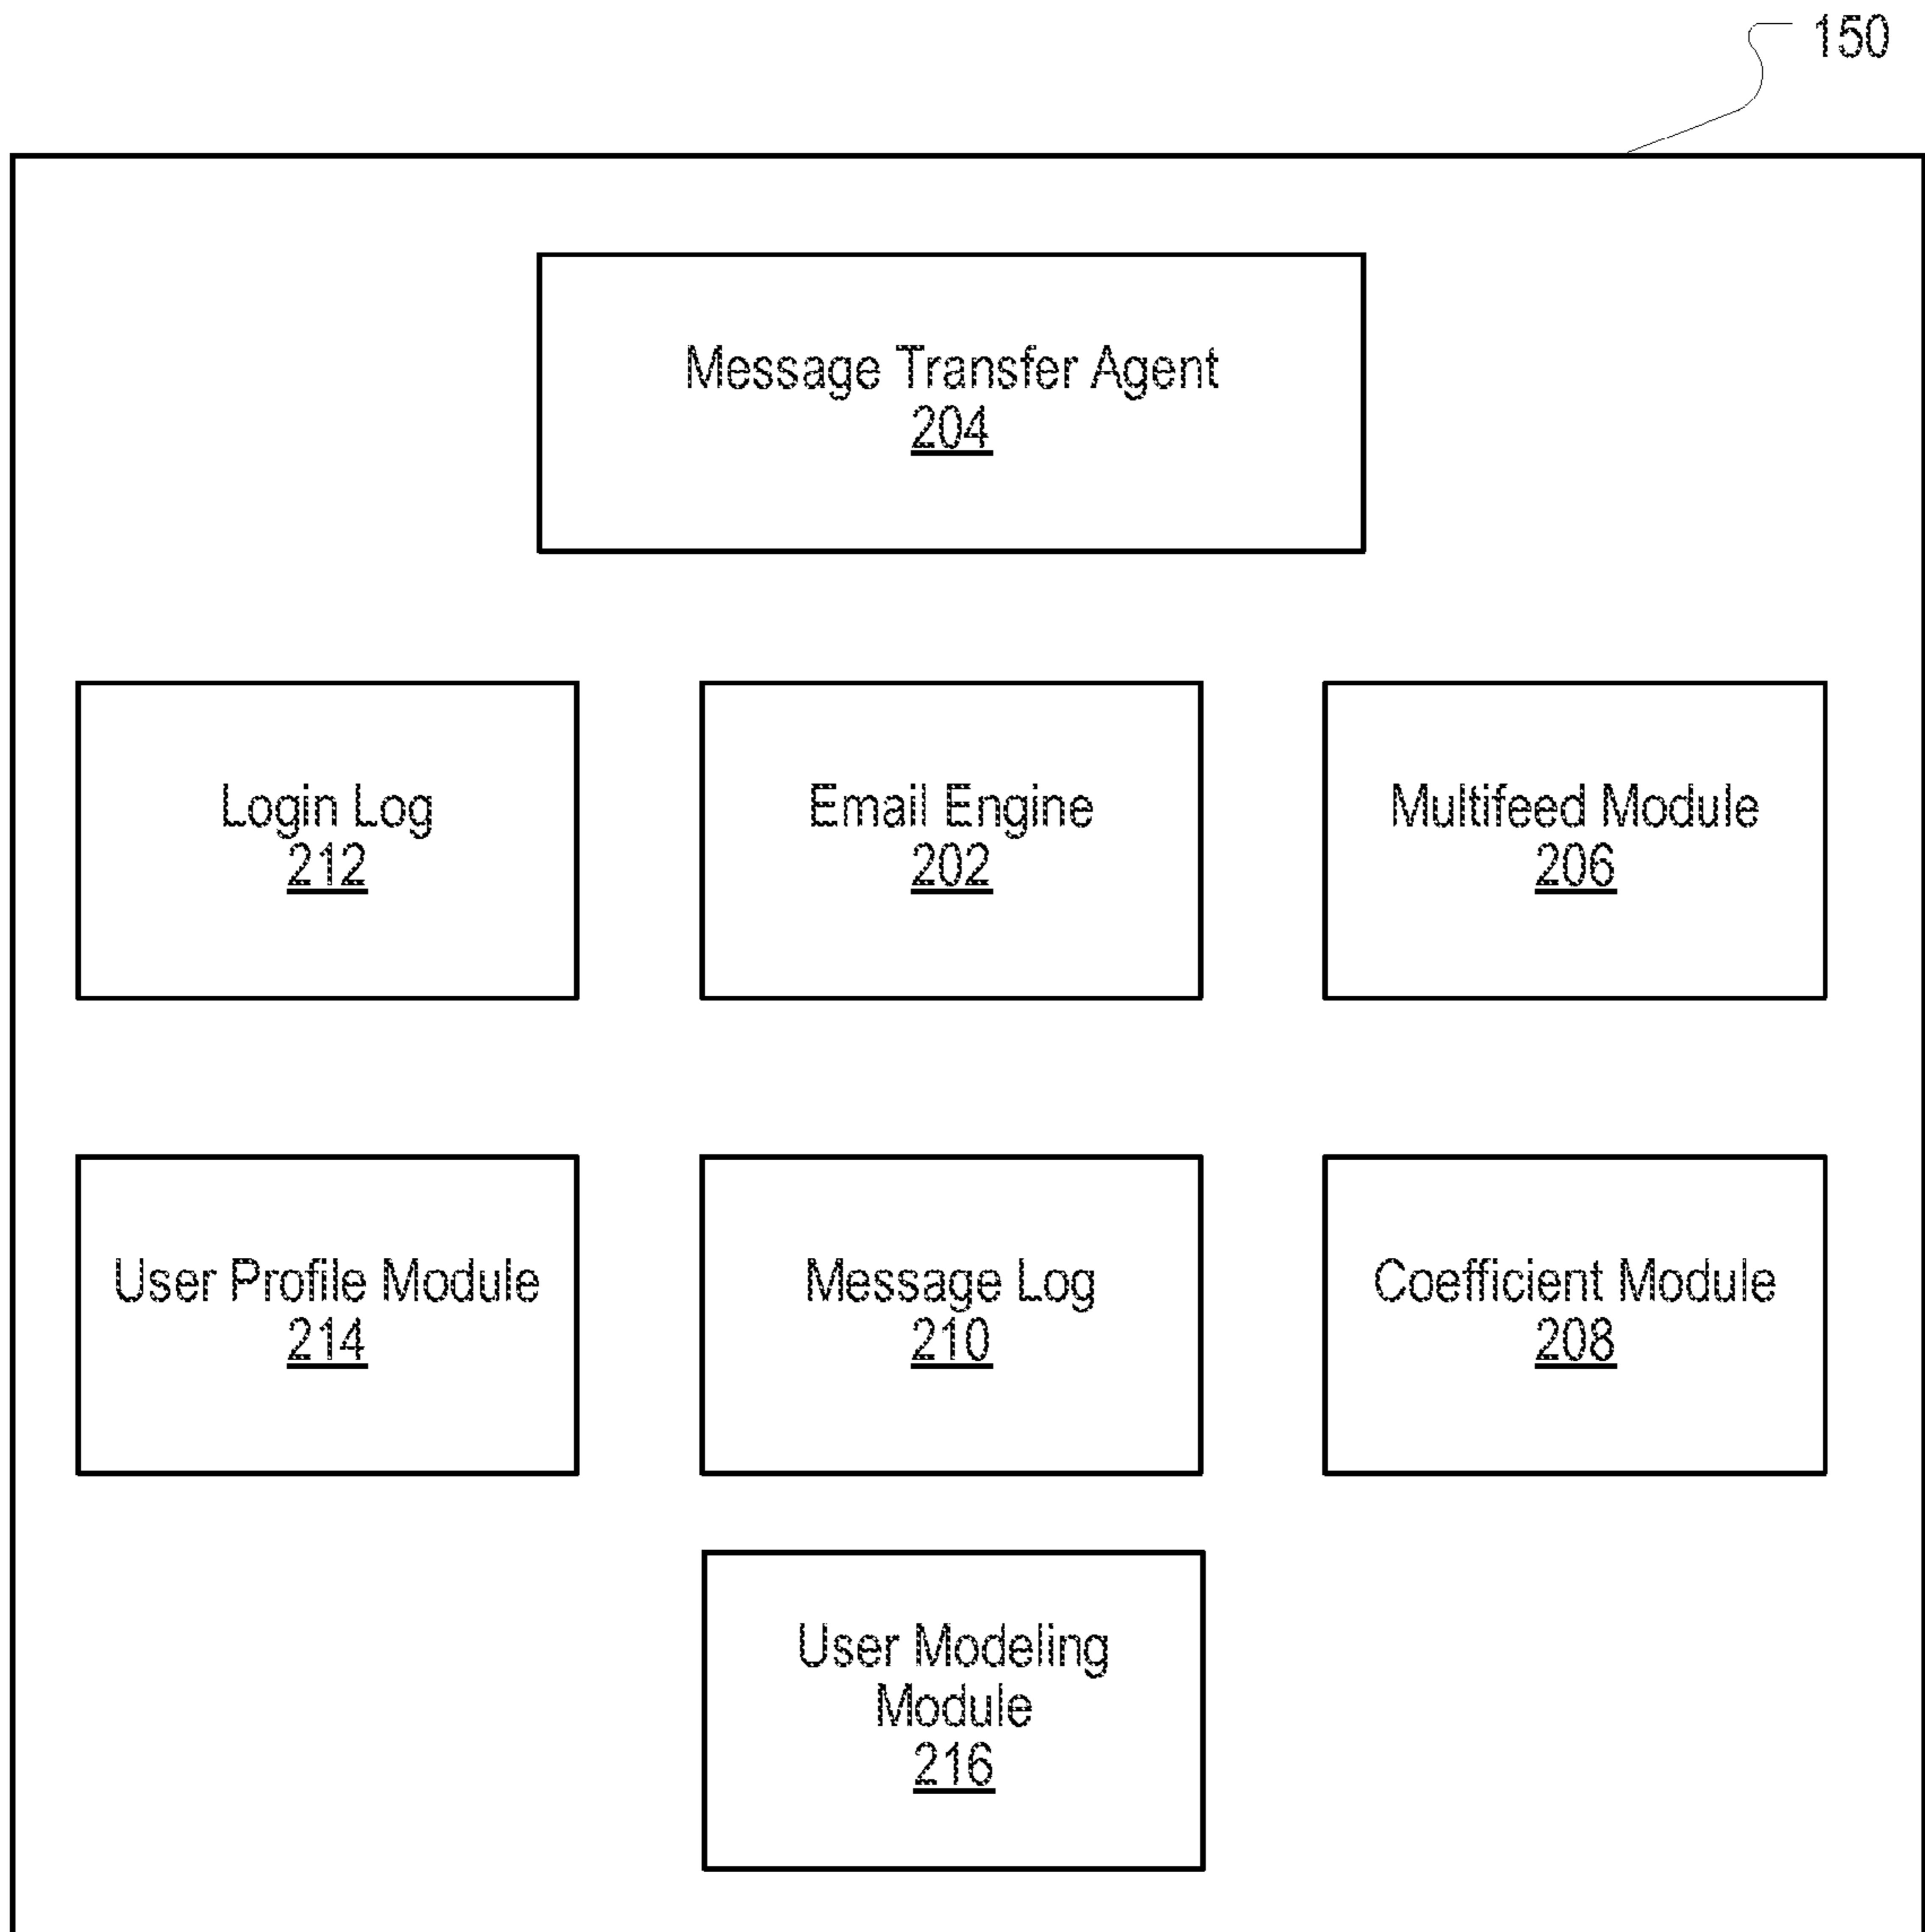 150
Message Transfer Agent
204
Login Log
212
Email Engine
202
Multifeed Module
206
User Profile Module
214
Message Log
210
Coefficient Module
208
User Modeling
Module
216